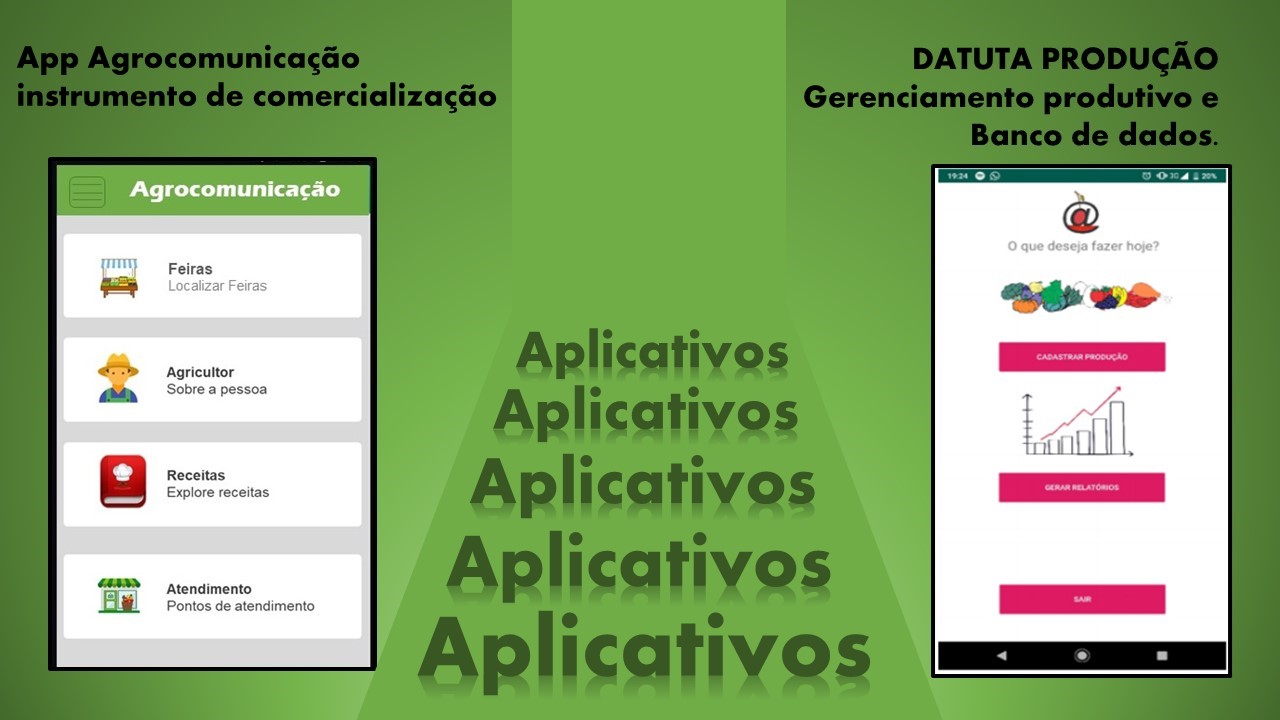 App Agrocomunicação
instrumento de comercialização
DATUTA PRODUÇÃO
Gerenciamento produtivo e
Banco de dados.
Agrocomunicação
Feiras
Localizar Feiras
Agricultor
Sobre a pessoa
Receitas
Explore receitas
Atendimento
Pontos de atendimento
Aplicativos
Aplicativos
Aplicativos
Aplicativos
Aplicativos
19:24 3G 20%
@
O que deseja fazer hoje?
CADASTRAR PRODUÇÃO
GERAR RELATÓRIOS
SAIR